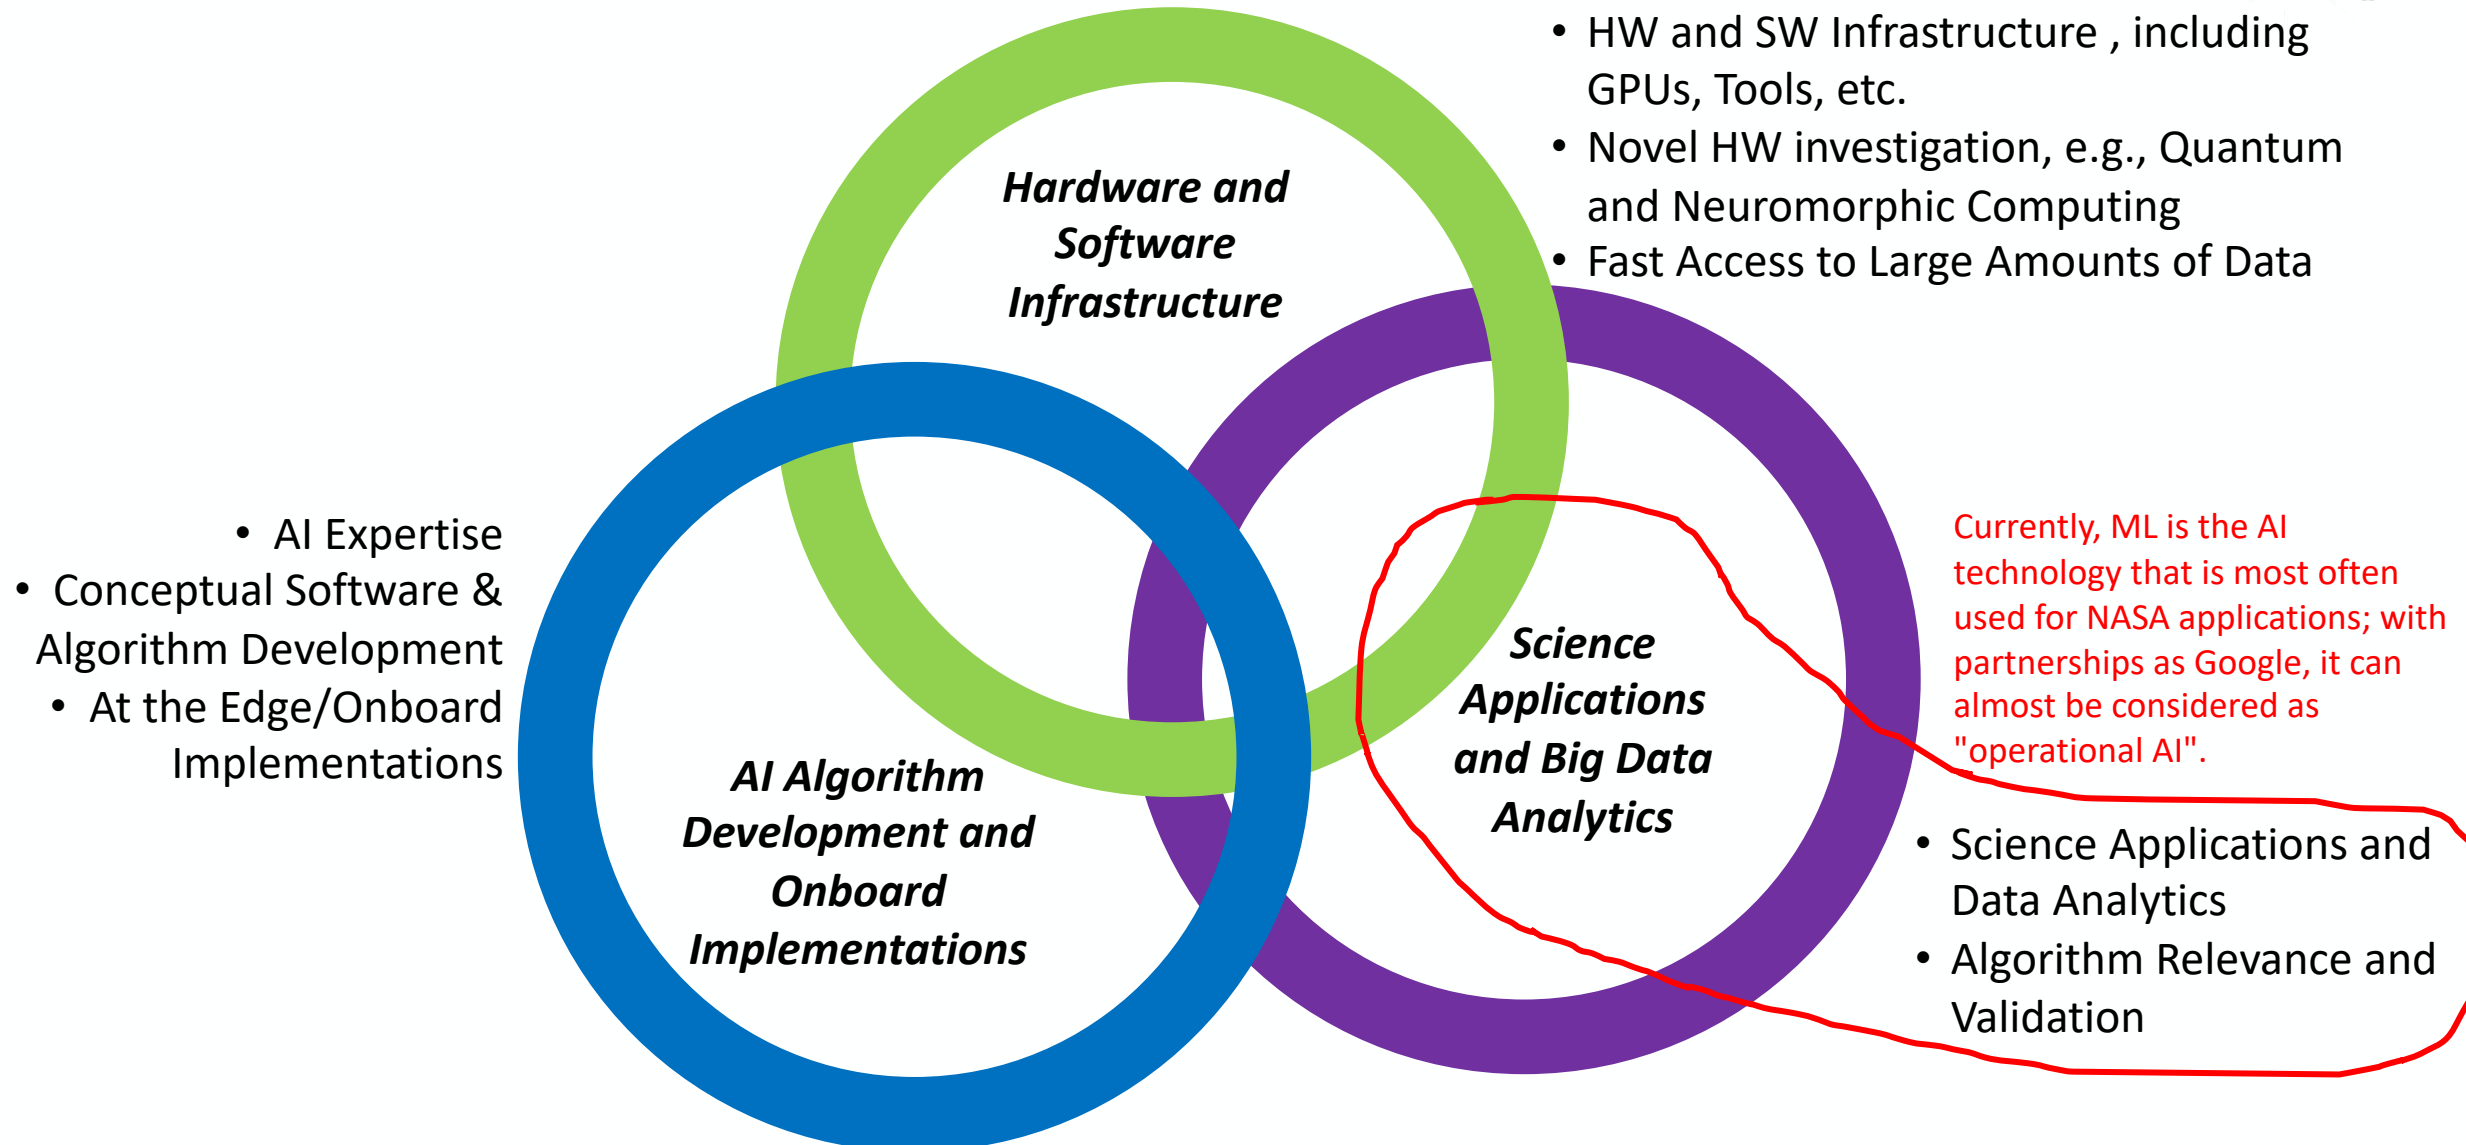 • HW and SW Infrastructure , including
GPUs, Tools, etc.
• Novel HW investigation, e.g., Quantum
and Neuromorphic Computing
• Fast Access to Large Amounts of Data
Hardware and
Software
Infrastructure
• AI Expertise
• Conceptual Software &
Algorithm Development
• At the Edge/Onboard
Implementations
AI Algorithm
Development and
Onboard
Implementations
Science
Applications
and Big Data
Analytics
Currently, ML is the AI
technology that is most often
used for NASA applications; with
partnerships as Google, it can
almost be considered as
"operational AI".
• Science Applications and
Data Analytics
• Algorithm Relevance and
Validation